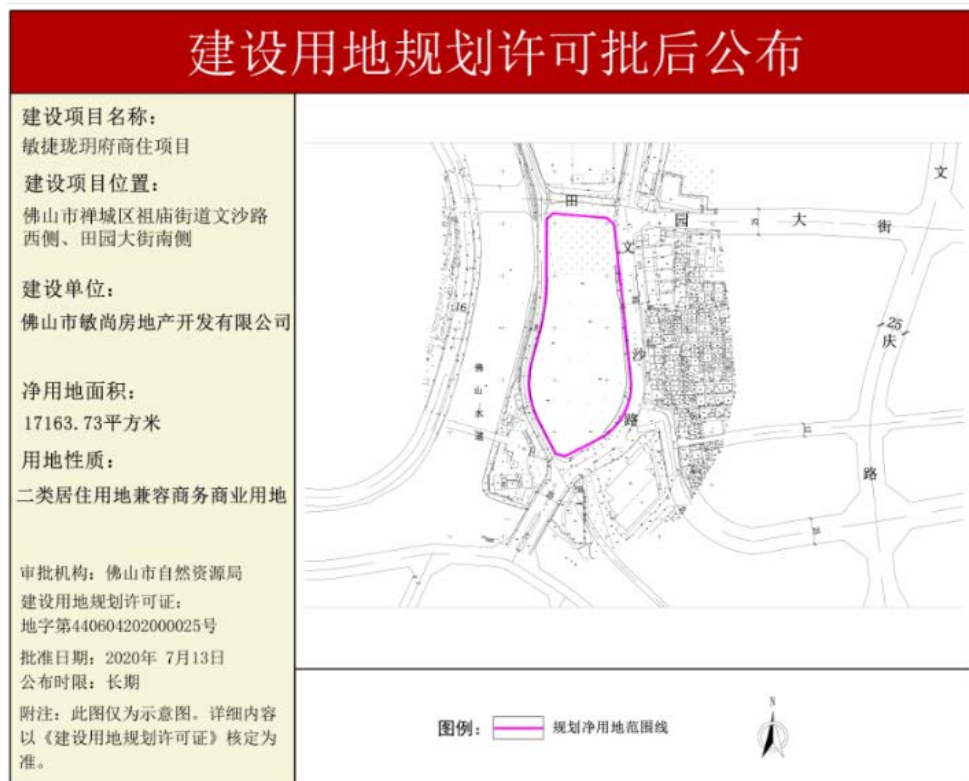 建设用地规划许可批后公布
建设项目名称：
敏捷珑玥府商住项目
建设项目位置：
佛山市禅城区祖庙街道文沙路
西侧、田园大街南侧
建设单位：
佛山市敏尚房地产开发有限公司
净用地面积：
17163.73平方米
用地性质：
二类居住用地兼容商务商业用地
审批机构：佛山市自然资源局
建设用地规划许可证：
地字第440604202000025号
批准日期：2020年 7月13日
公布时限：长期
附注：此图仅为示意图。详细内容
以《建设用地规划许可证》核定为
准。
田 园 大 街
文 沙 路
文 庆 路
25
16
佛山水道
图例：
规划净用地范围线
N